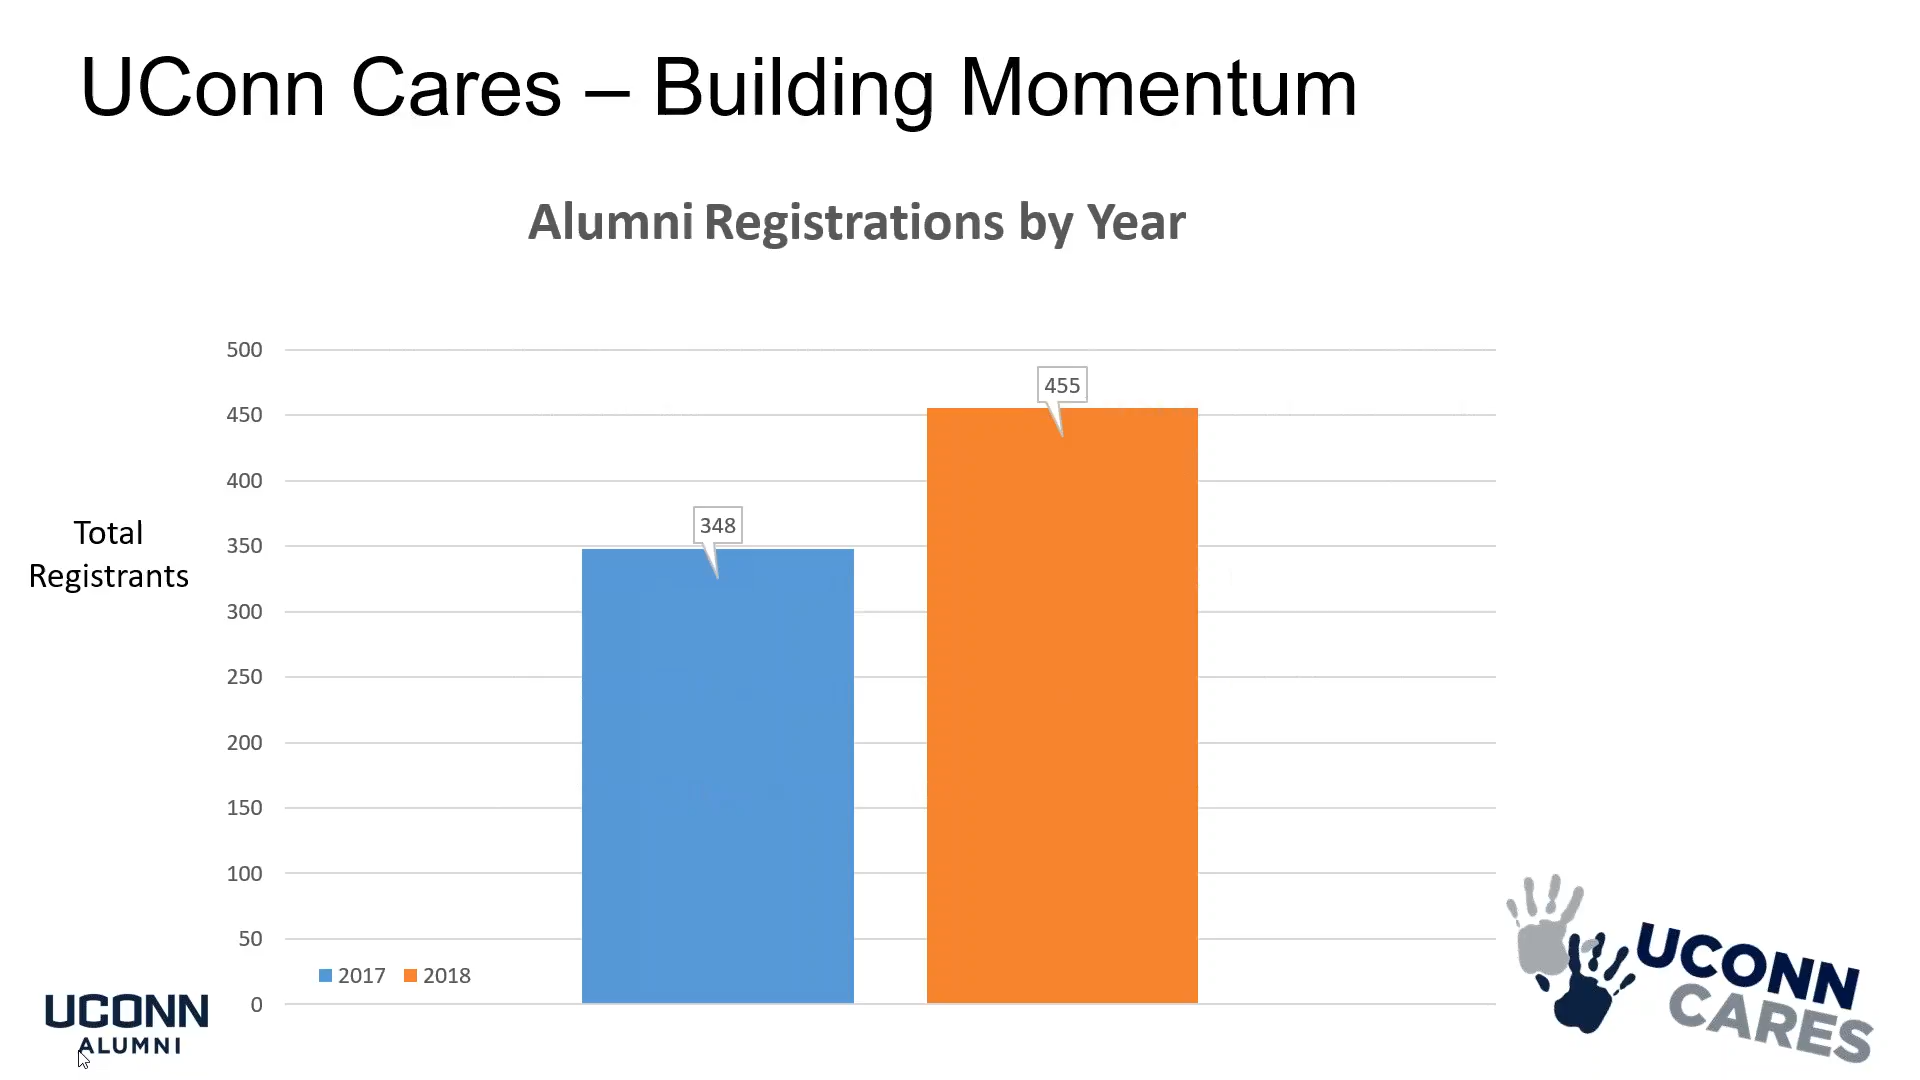 UConn Cares – Building Momentum
Alumni Registrations by Year
500
450
400
350
300
250
200
150
100
50
0
Total
Registrants
348
455
2017 2018
UCONN
ALUMNI
UCONN
CARES